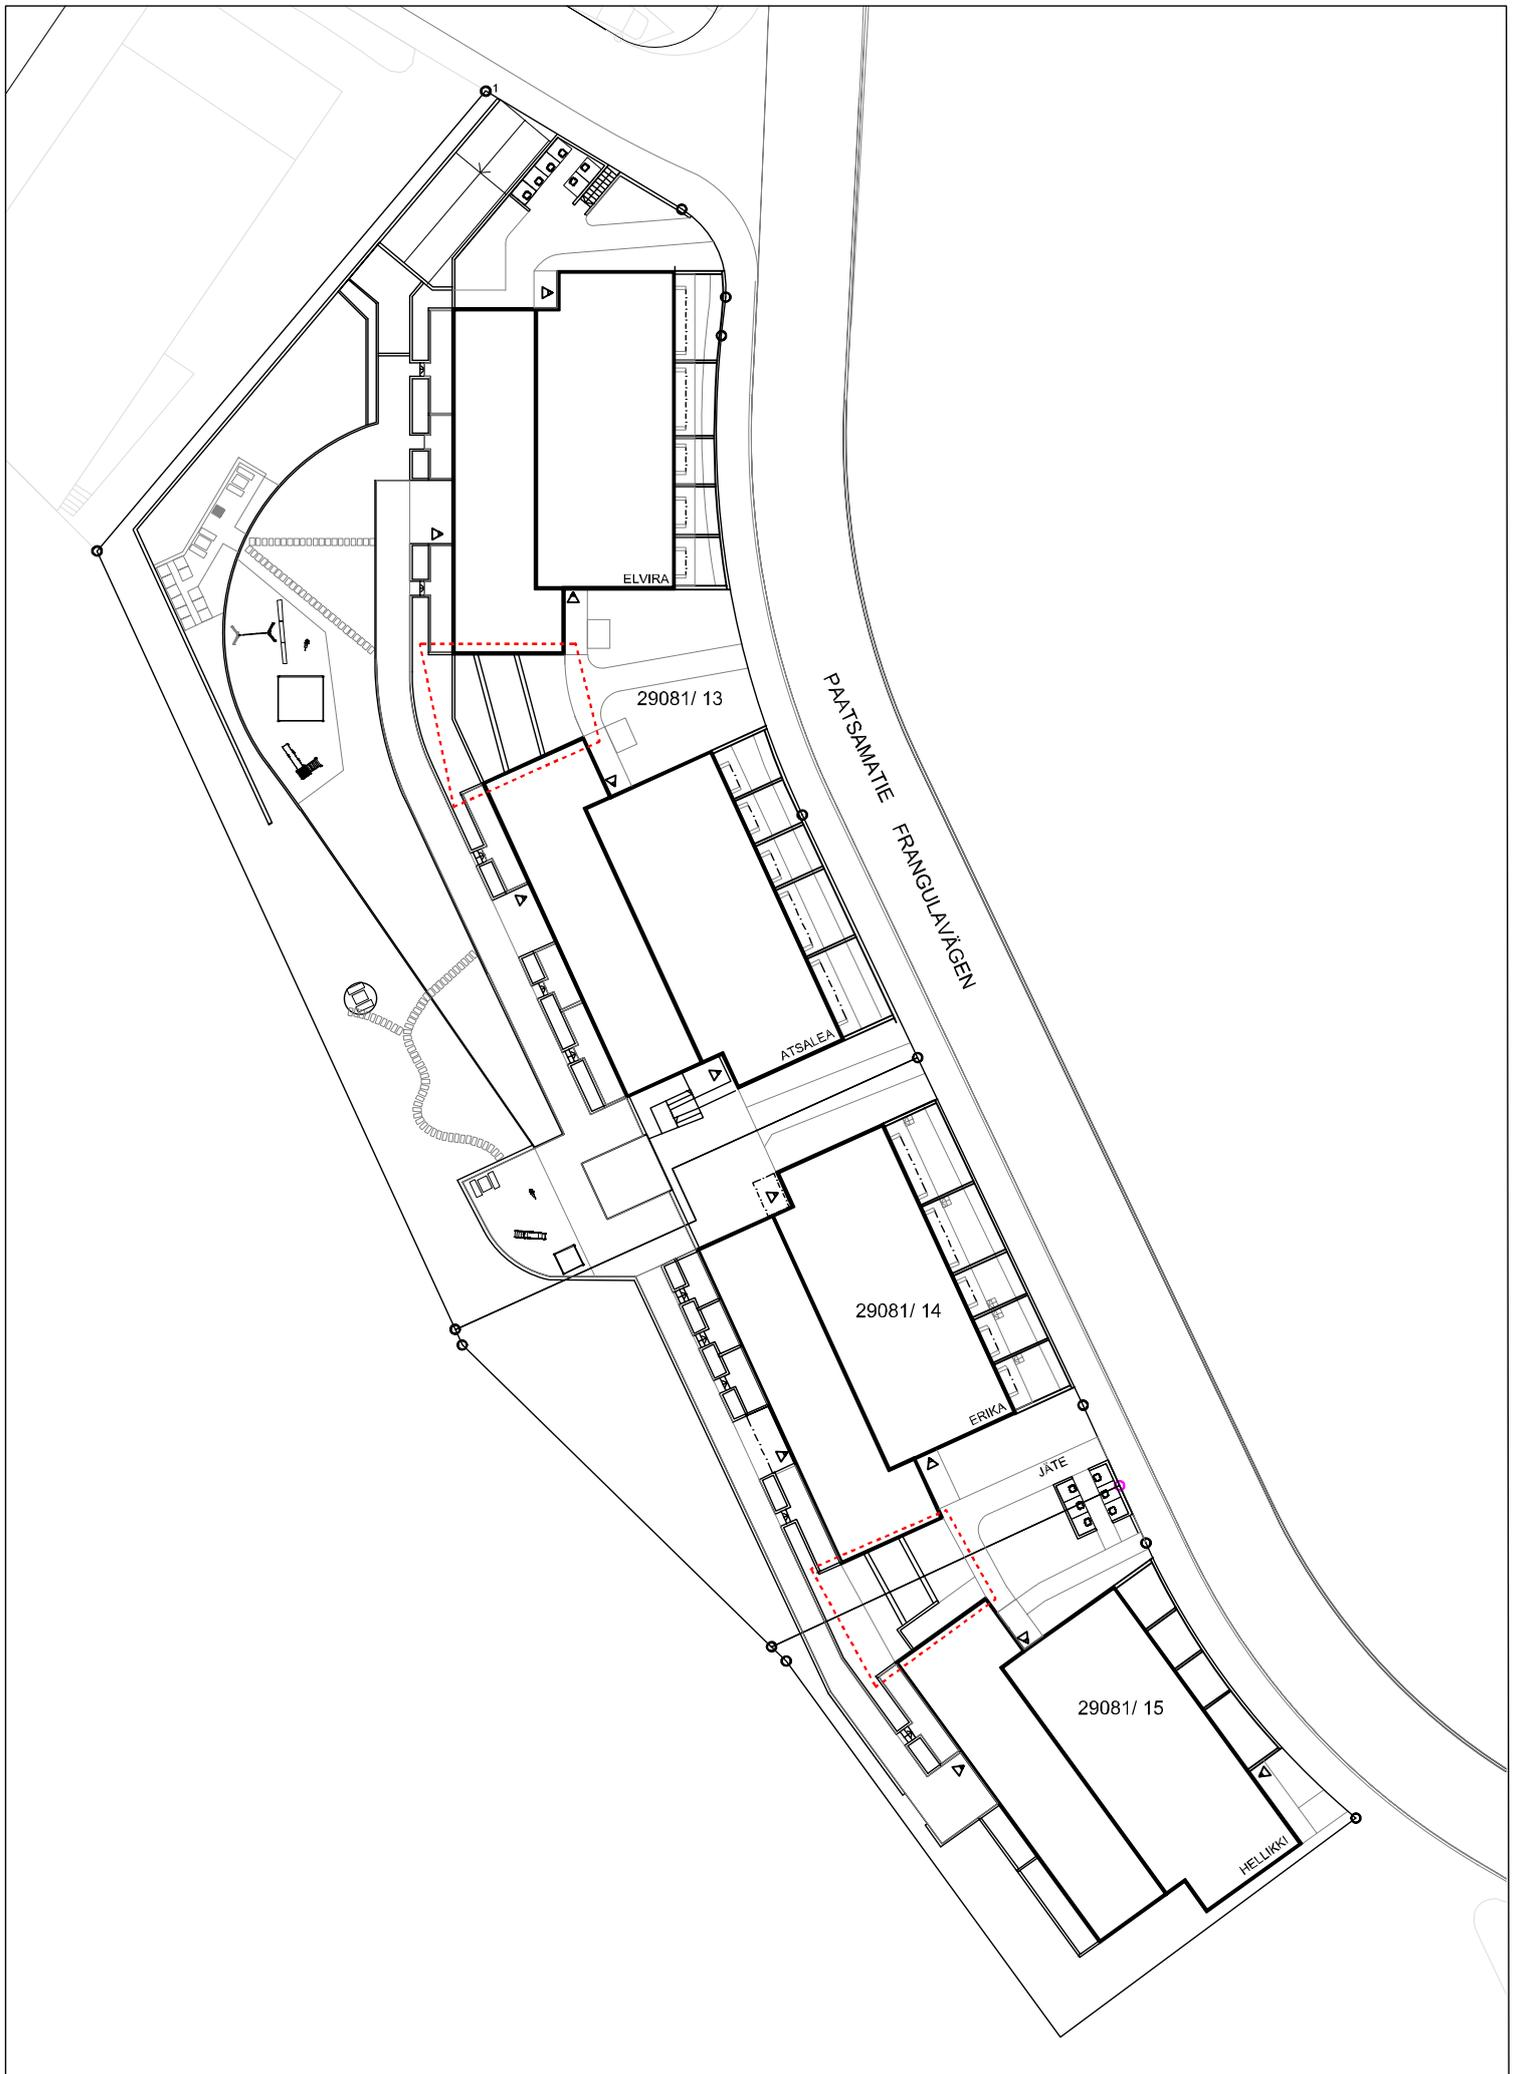 1
ELVIRA
29081/ 13
PAATSAMATIE FRANGULAVÄGEN
ATSALEA
29081/ 14
ERIKA
JÄTE
29081/ 15
HELLIKKI